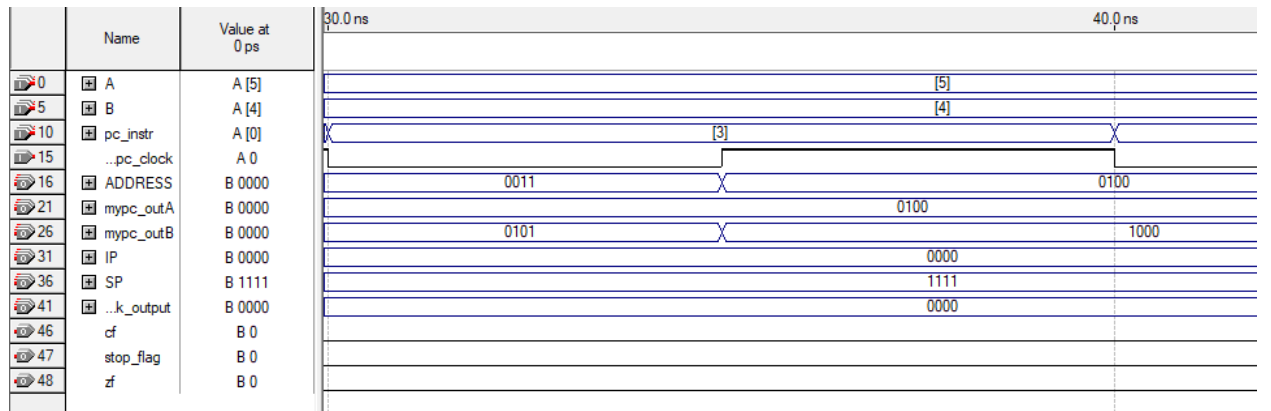 Name Value at 0 ps 30.0 ns 40.0 ns
0 A A [5] [5]
5 B A [4] [4]
10 pc_instr A [0] [3]
15 ...pc_clock A 0
16 ADDRESS B 0000 0011 0100
21 mypc_outA B 0000 0100
26 mypc_outB B 0000 0101 1000
31 IP B 0000 0000
36 SP B 1111 1111
41 ...k_output B 0000 0000
46 cf B 0
47 stop_flag B 0
48 zf B 0